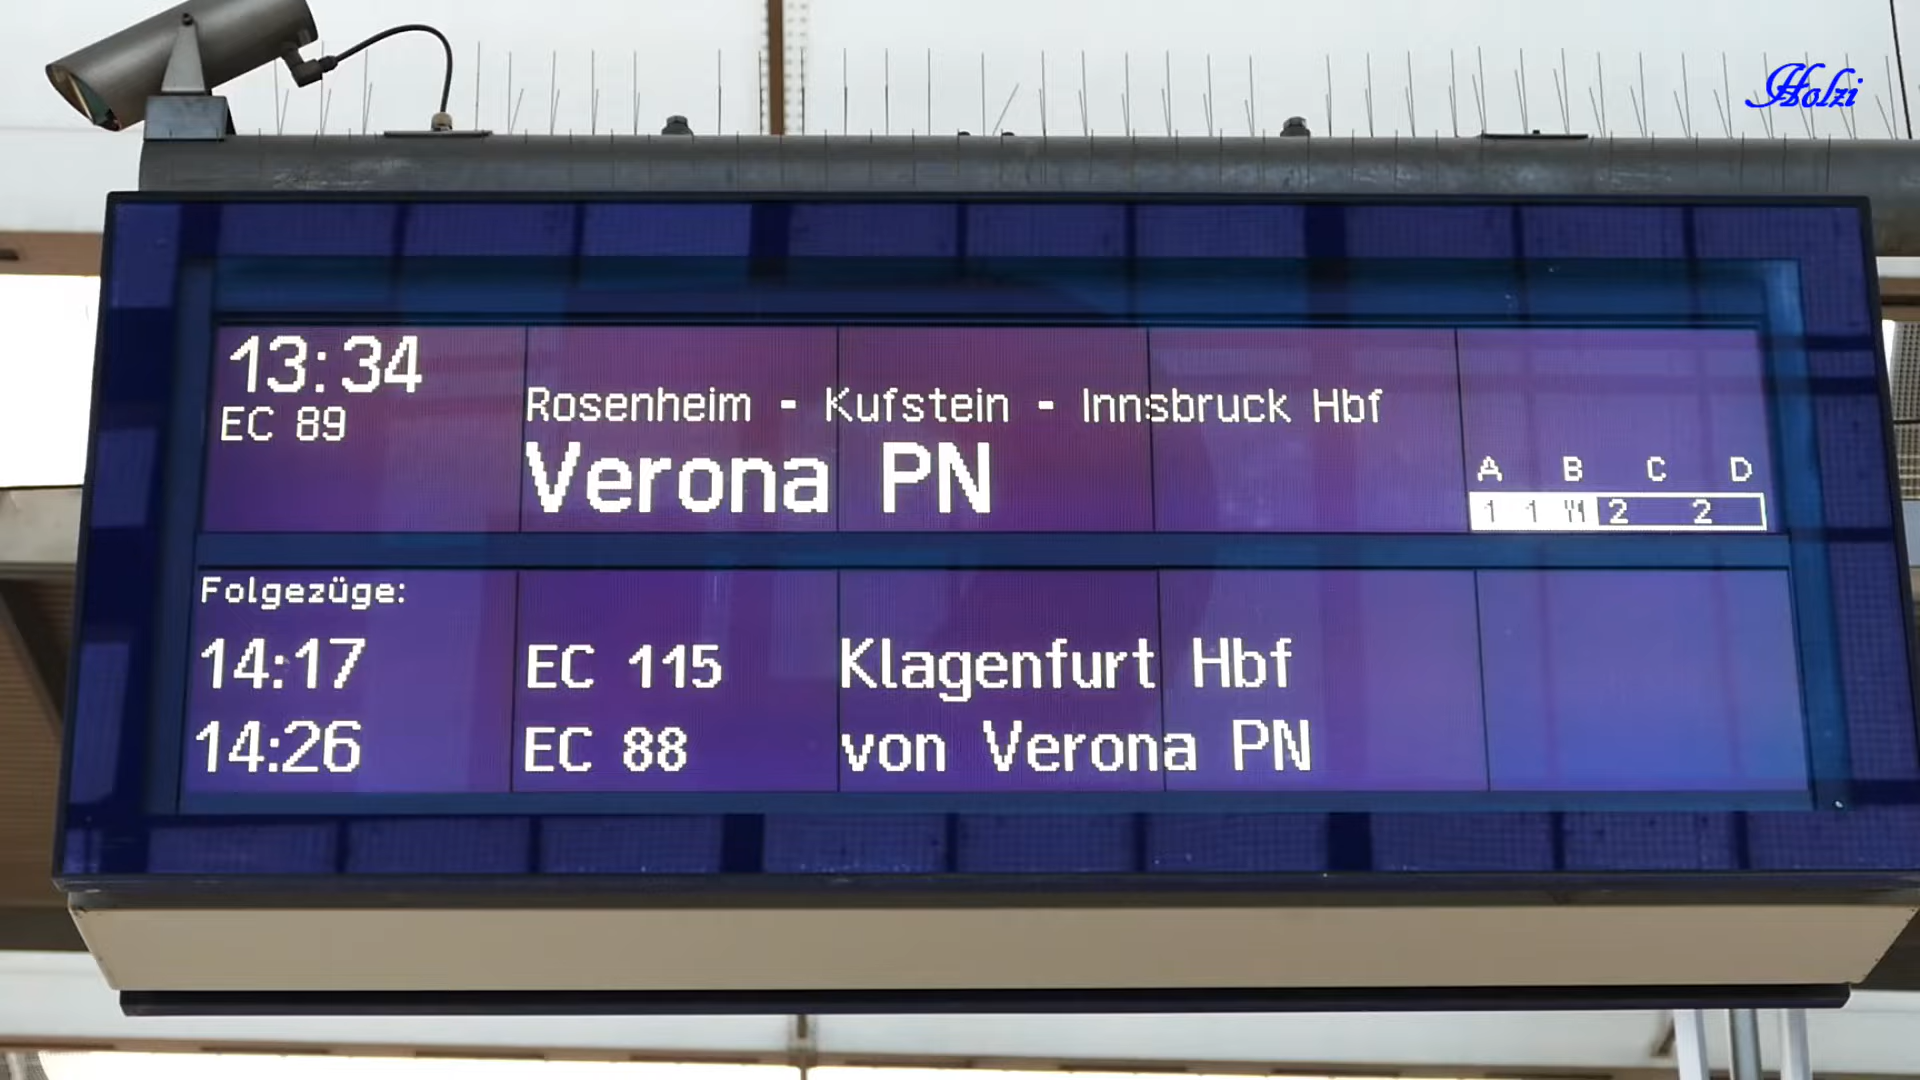 Holzi
13:34
EC 89
Rosenheim - Kufstein - Innsbruck Hbf
Verona PN
A B C D
1 1 2 2
Folgezüge:
14:17 EC 115 Klagenfurt Hbf
14:26 EC 88 von Verona PN